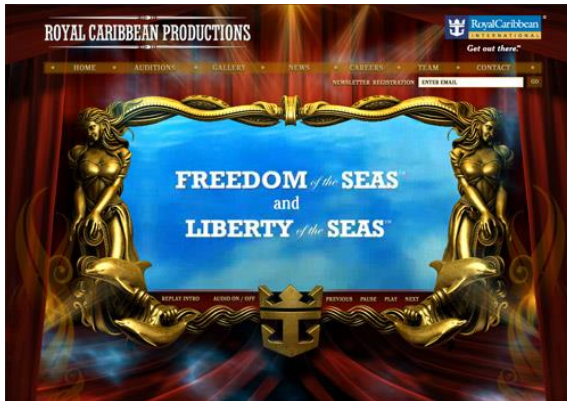 ROYAL CARIBBEAN PRODUCTIONS
RoyalCaribbean®
INTERNATIONAL
Get out there.℠
HOME AUDITIONS GALLERY NEWS CAREERS TEAM CONTACT
NEWSLETTER REGISTRATION ENTER EMAIL GO
FREEDOM of the SEAS
and
LIBERTY of the SEAS
REPLAY INTRO AUDIO ON / OFF PREVIOUS PAUSE PLAY NEXT